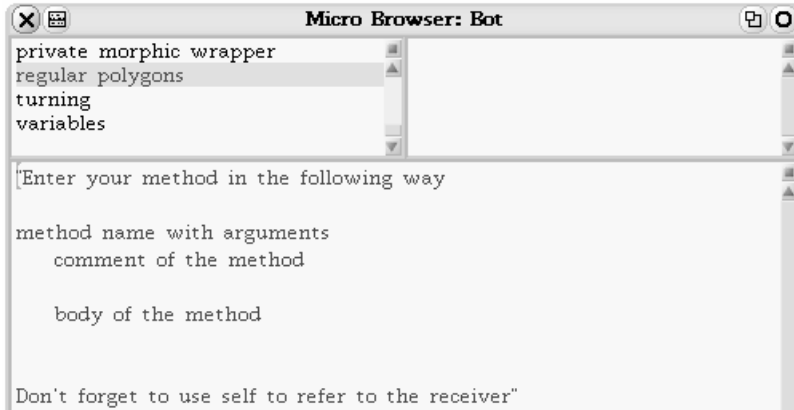 Micro Browser: Bot
private morphic wrapper
regular polygons
turning
variables
"Enter your method in the following way
method name with arguments
comment of the method
body of the method
Don't forget to use self to refer to the receiver"